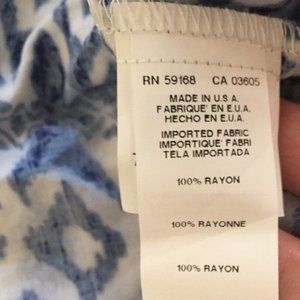 RN 59168 CA 03605
MADE IN U.S.A.
FABRIQUÉ EN E.U.A.
HECHO EN E.U.A.
IMPORTED FABRIC
IMPORTIQUE' FABRI
TELA IMPORTADA
100% RAYON
100% RAYONNE
100% RAYON